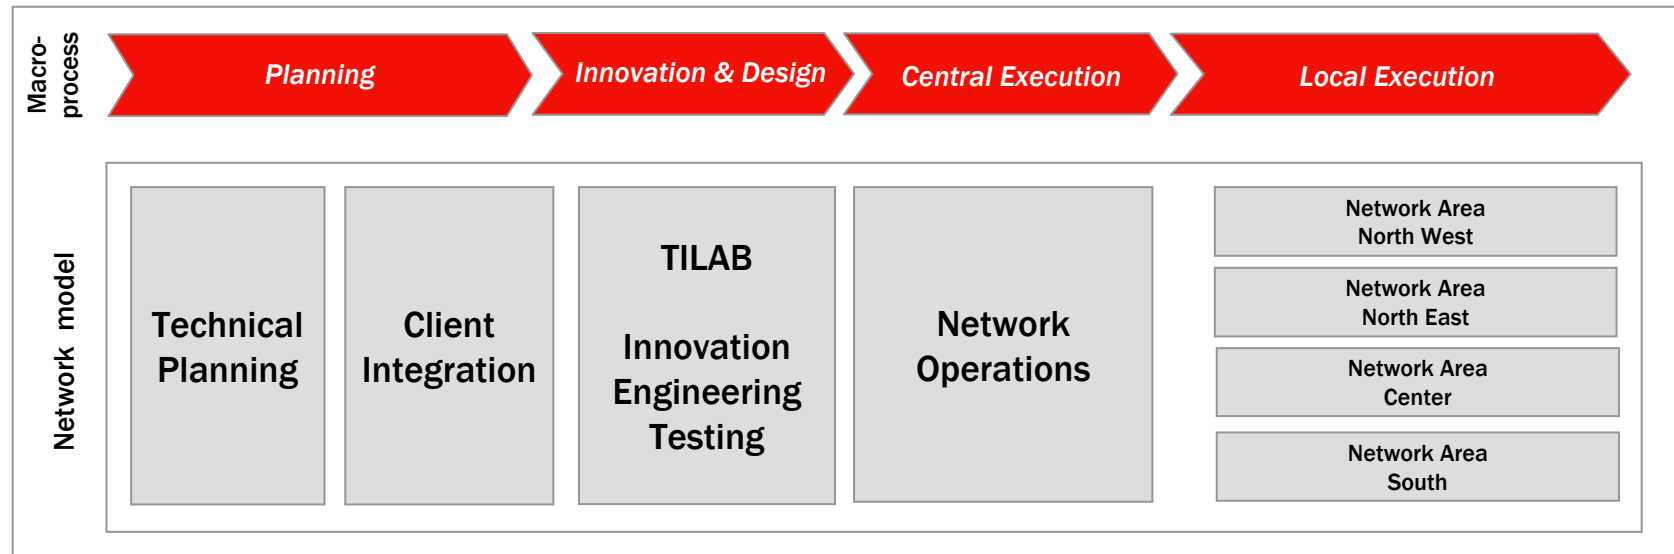 Macro-
process
Planning
Innovation & Design
Central Execution
Local Execution
Network model
Technical
Planning
Client
Integration
TILAB
Innovation
Engineering
Testing
Network
Operations
Network Area
North West
Network Area
North East
Network Area
Center
Network Area
South